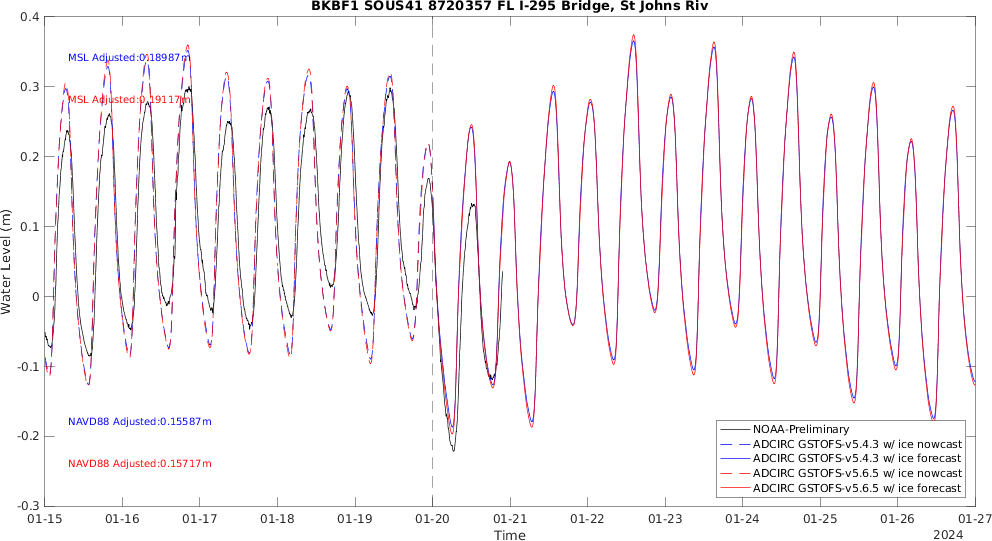 BKBF1 SOUS41 8720357 FL I-295 Bridge, St Johns Riv
0.4
0.3
0.2
0.1
0
-0.1
-0.2
-0.3
Water Level (m)
MSL Adjusted:0.18987m
MSL Adjusted:0.19117m
NAVD88 Adjusted:0.15587m
NAVD88 Adjusted:0.15717m
NOAA-Preliminary
ADCIRC GSTOFS-v5.4.3 w/ ice nowcast
ADCIRC GSTOFS-v5.4.3 w/ ice forecast
ADCIRC GSTOFS-v5.6.5 w/ ice nowcast
ADCIRC GSTOFS-v5.6.5 w/ ice forecast
01-15 01-16 01-17 01-18 01-19 01-20 01-21 01-22 01-23 01-24 01-25 01-26 01-27
Time
2024